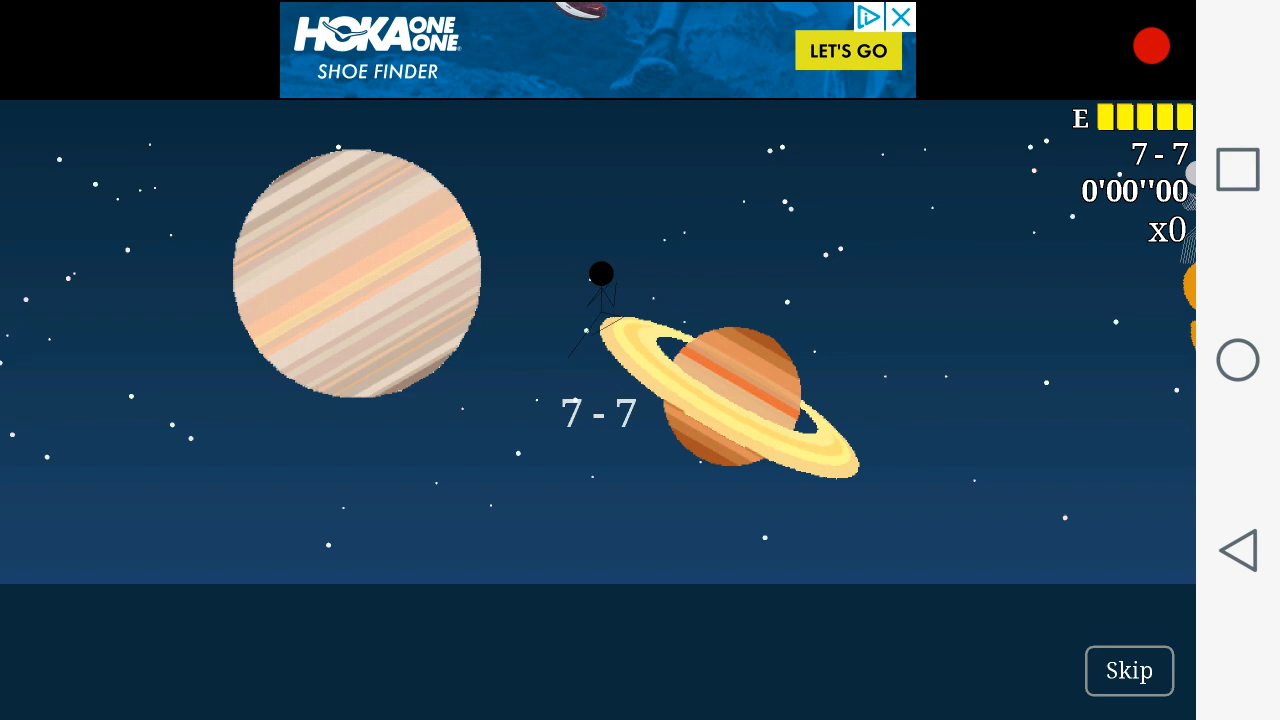 HOKA ONE ONE
SHOE FINDER
LET'S GO
E
7 - 7
0'00''00
x0
7 - 7
Skip